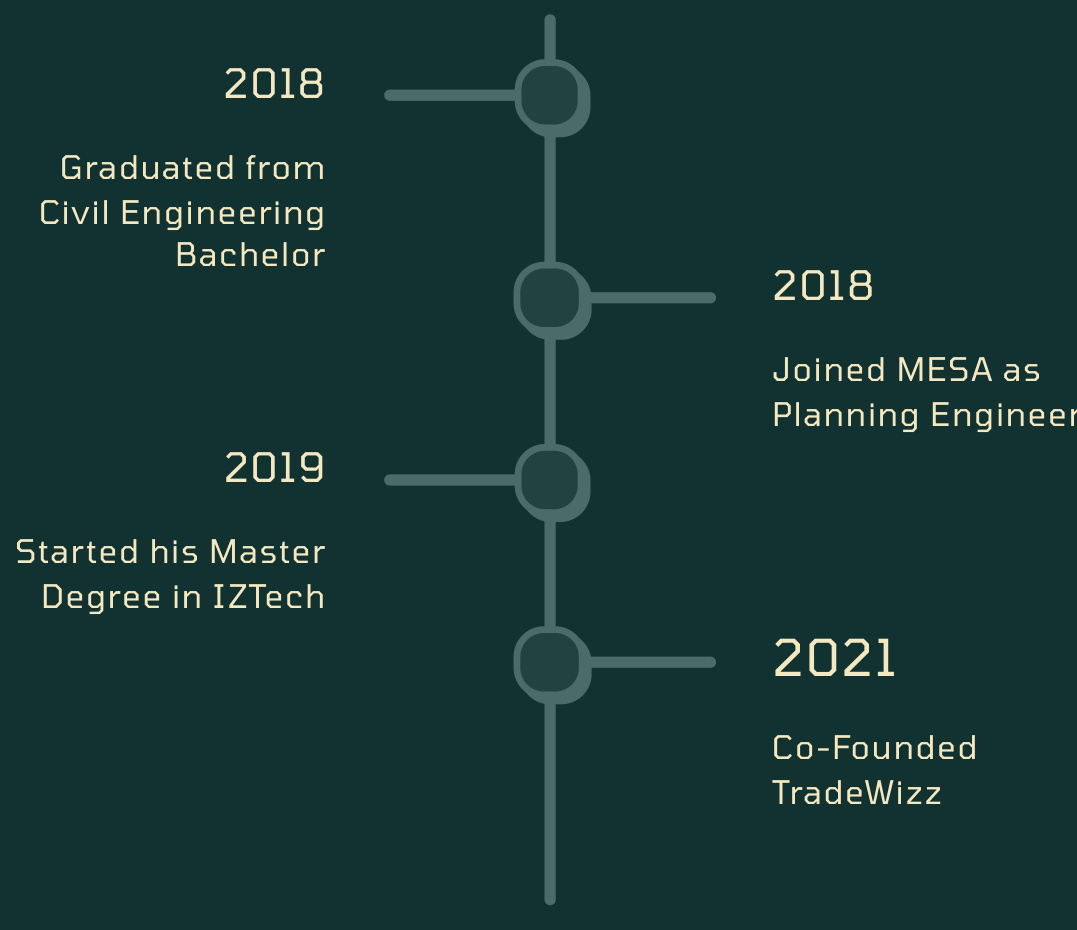 2018
Graduated from
Civil Engineering
Bachelor
2018
Joined MESA as
Planning Engineer
2019
Started his Master
Degree in IZTech
2021
Co-Founded
TradeWizz